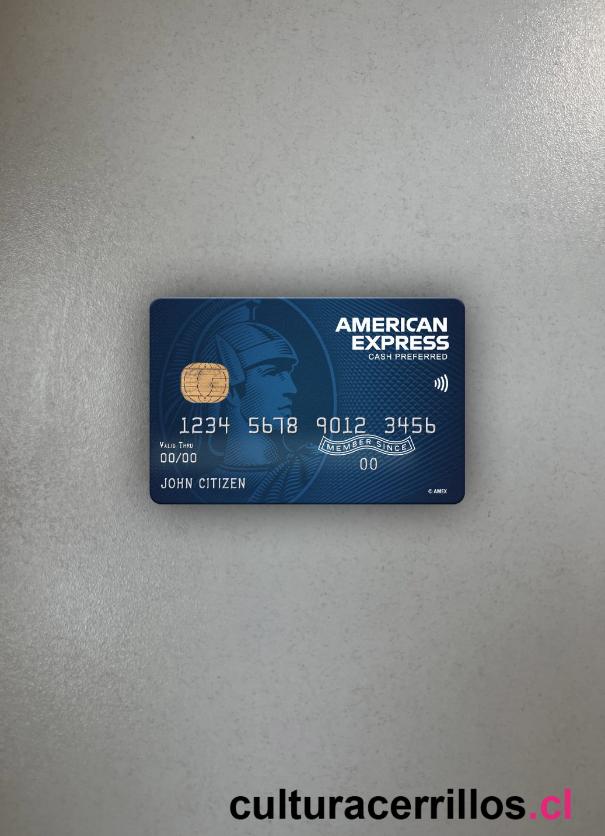 AMERICAN
EXPRESS
CASH PREFERRED
1234 5678 9012 3456
MEMBER SINCE
VALID THRU
00/00
00
JOHN CITIZEN
© AMEX
culturacerrillos.cl